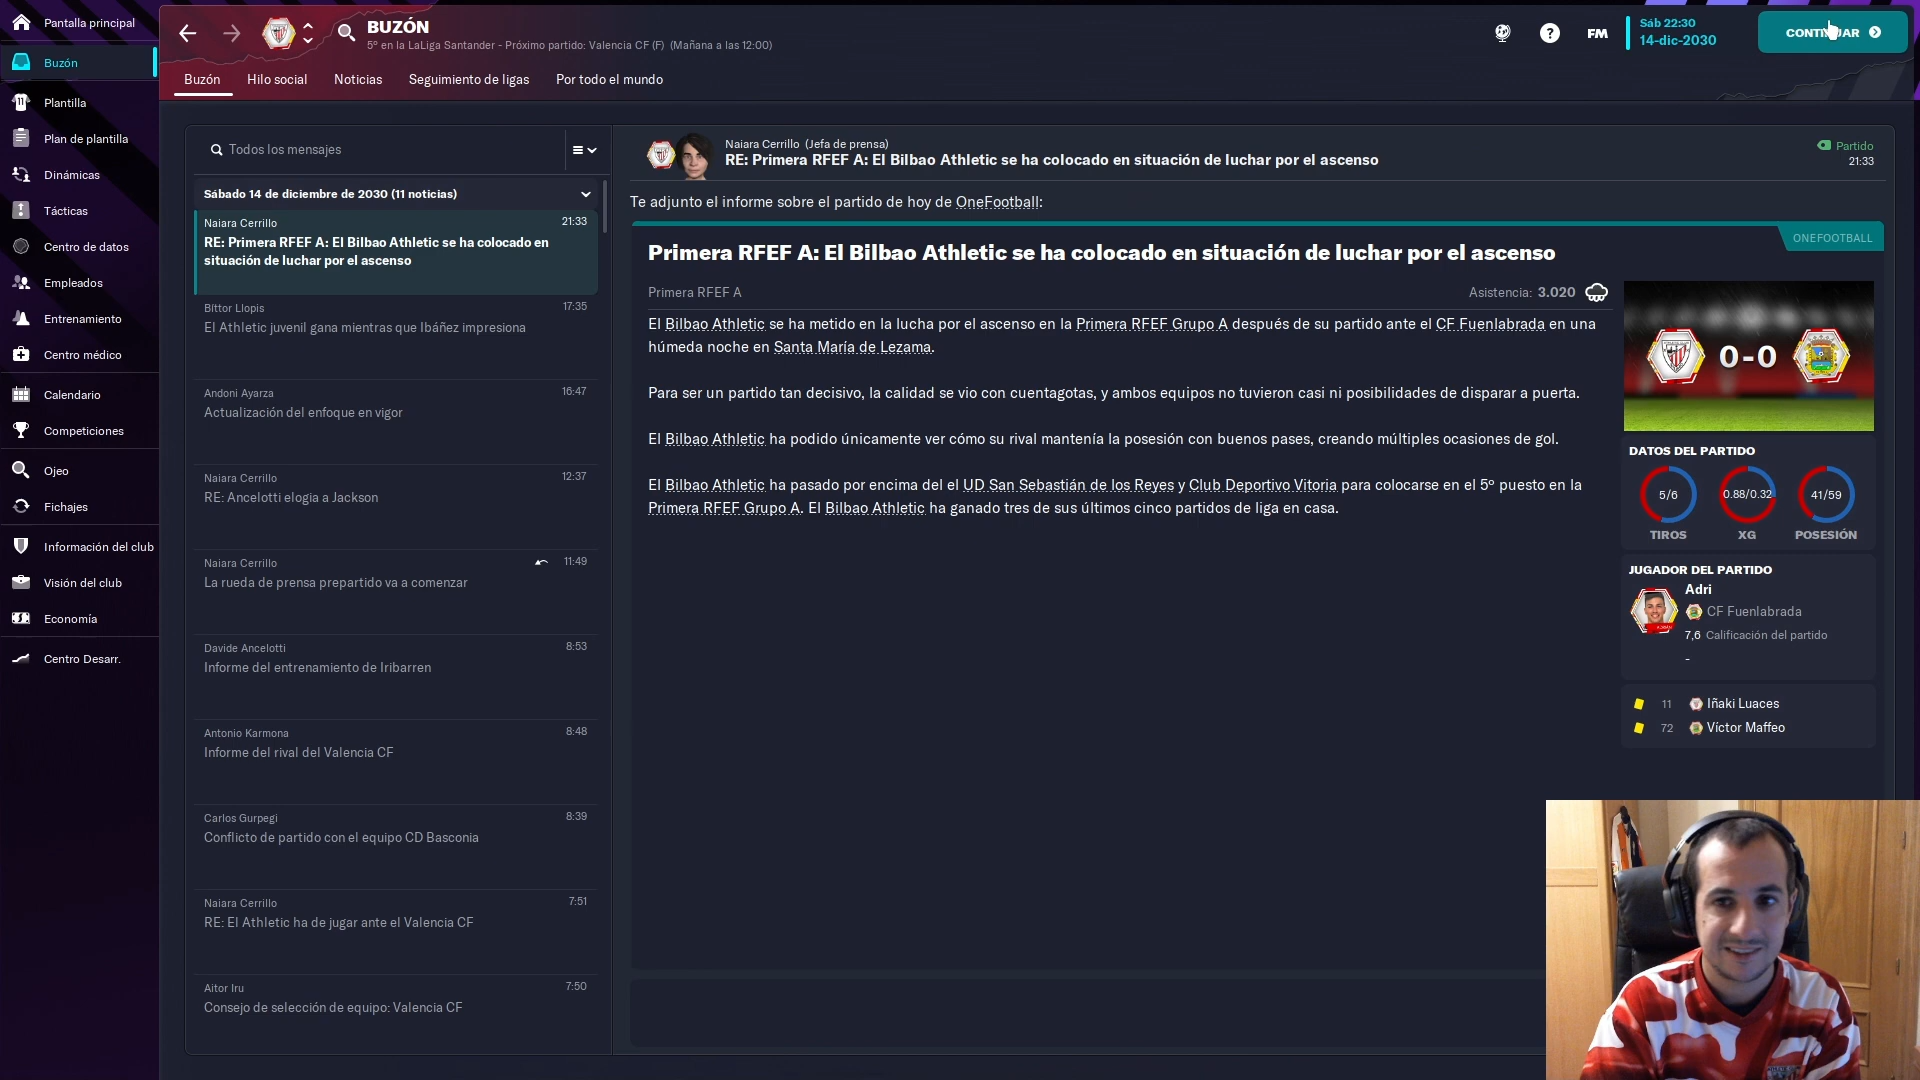 Pantalla principal
Buzón
Plantilla
Plan de plantilla
Dinámicas
Tácticas
Centro de datos
Empleados
Entrenamiento
Centro médico
Calendario
Competiciones
Ojeo
Fichajes
Información del club
Visión del club
Economía
Centro Desarr.
BUZÓN
5º en la LaLiga Santander - Próximo partido: Valencia CF (F) (Mañana a las 12:00)
FM
Sáb 22:30
14-dic-2030
Buzón
Hilo social
Noticias
Seguimiento de ligas
Por todo el mundo
Todos los mensajes
Sábado 14 de diciembre de 2030 (11 noticias)
Naiara Cerrillo 21:33
RE: Primera RFEF A: El Bilbao Athletic se ha colocado en
situación de luchar por el ascenso
Bíttor Llopis 17:35
El Athletic juvenil gana mientras que Ibáñez impresiona
Andoni Ayarza 16:47
Actualización del enfoque en vigor
Naiara Cerrillo 12:37
RE: Ancelotti elogia a Jackson
Naiara Cerrillo 11:49
La rueda de prensa prepartido va a comenzar
Davide Ancelotti 8:53
Informe del entrenamiento de Iribarren
Antonio Karmona 8:48
Informe del rival del Valencia CF
Carlos Gurpegi 8:39
Conflicto de partido con el equipo CD Basconia
Naiara Cerrillo 7:51
RE: El Athletic ha de jugar ante el Valencia CF
Aitor Iru 7:50
Consejo de selección de equipo: Valencia CF
Naiara Cerrillo (Jefa de prensa)
RE: Primera RFEF A: El Bilbao Athletic se ha colocado en situación de luchar por el ascenso
Partido
21:33
Te adjunto el informe sobre el partido de hoy de OneFootball:
ONEFOOTBALL
Primera RFEF A: El Bilbao Athletic se ha colocado en situación de luchar por el ascenso
Primera RFEF A
Asistencia: 3.020
El Bilbao Athletic se ha metido en la lucha por el ascenso en la Primera RFEF Grupo A después de su partido ante el CF Fuenlabrada en una
húmeda noche en Santa María de Lezama.
Para ser un partido tan decisivo, la calidad se vio con cuentagotas, y ambos equipos no tuvieron casi ni posibilidades de disparar a puerta.
El Bilbao Athletic ha podido únicamente ver cómo su rival mantenía la posesión con buenos pases, creando múltiples ocasiones de gol.
El Bilbao Athletic ha pasado por encima del el UD San Sebastián de los Reyes y Club Deportivo Vitoria para colocarse en el 5º puesto en la
Primera RFEF Grupo A. El Bilbao Athletic ha ganado tres de sus últimos cinco partidos de liga en casa.
0-0
DATOS DEL PARTIDO
5/6
0.88/0.32
41/59
TIROS
XG
POSESIÓN
JUGADOR DEL PARTIDO
Adri
CF Fuenlabrada
7,6 Calificación del partido
-
11 Iñaki Luaces
72 Víctor Maffeo